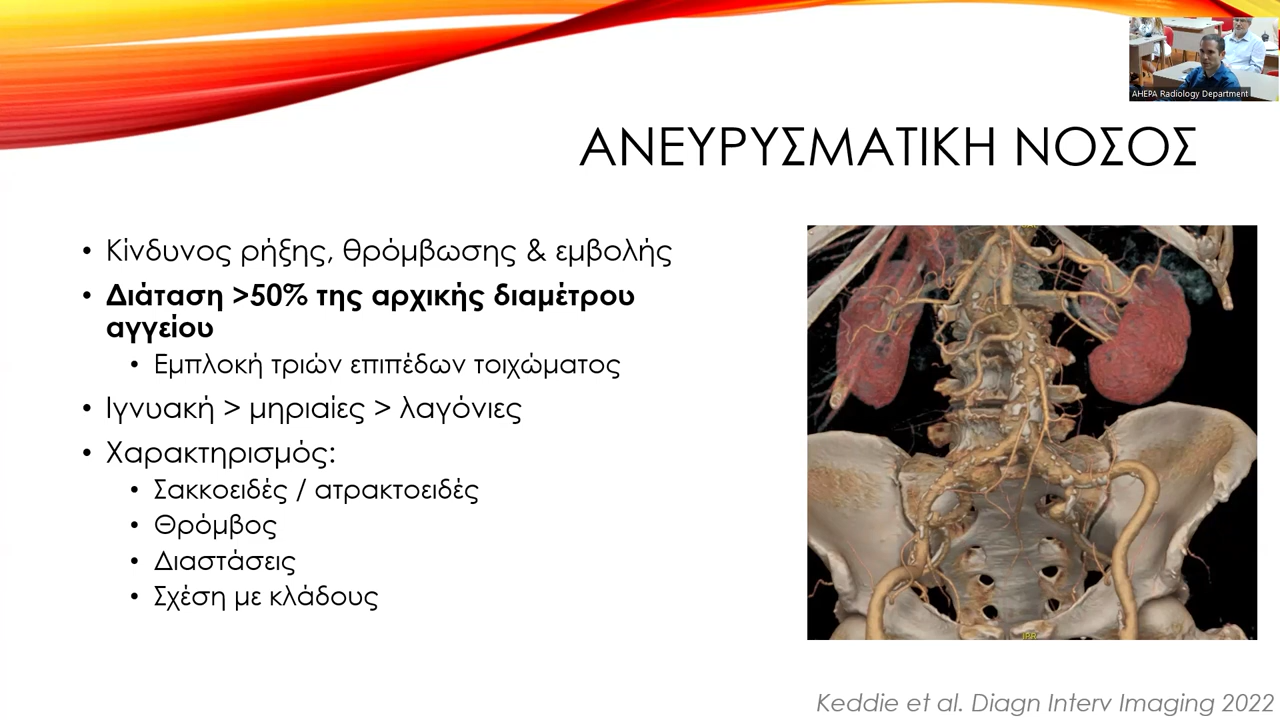 AHEPA Radiology Department
ΑΝΕΥΡΥΣΜΑΤΙΚΗ ΝΟΣΟΣ
• Κίνδυνος ρήξης, θρόμβωσης & εμβολής
• Διάταση >50% της αρχικής διαμέτρου
αγγείου
• Εμπλοκή τριών επιπέδων τοιχώματος
• Ιγνυακή > μηριαίες > λαγόνιες
• Χαρακτηρισμός:
• Σακκοειδές / ατρακτοειδές
• Θρόμβος
• Διαστάσεις
• Σχέση με κλάδους
IPR
Keddie et al. Diagn Interv Imaging 2022